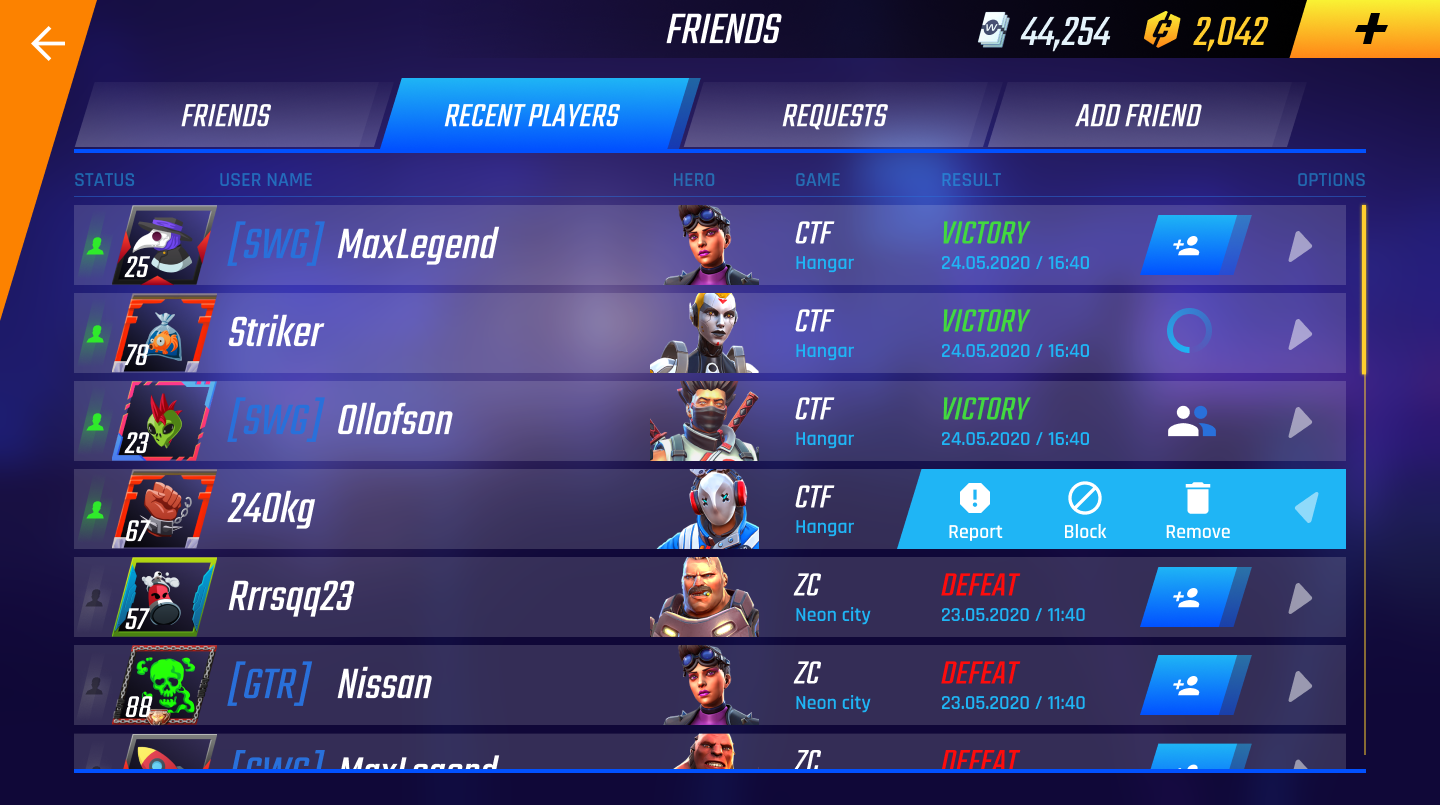 FRIENDS
44,254
2,042
FRIENDS
RECENT PLAYERS
REQUESTS
ADD FRIEND
STATUS
USER NAME
HERO
GAME
RESULT
OPTIONS
25
[SWG] MaxLegend
CTF
Hangar
VICTORY
24.05.2020 / 16:40
78
Striker
CTF
Hangar
VICTORY
24.05.2020 / 16:40
23
[SWG] Ollofson
CTF
Hangar
VICTORY
24.05.2020 / 16:40
67
240kg
CTF
Hangar
Report
Block
Remove
57
Rrrsqq23
ZC
Neon city
DEFEAT
23.05.2020 / 11:40
88
[GTR] Nissan
ZC
Neon city
DEFEAT
23.05.2020 / 11:40
[SWG] MaxLegend
ZC
DEFEAT